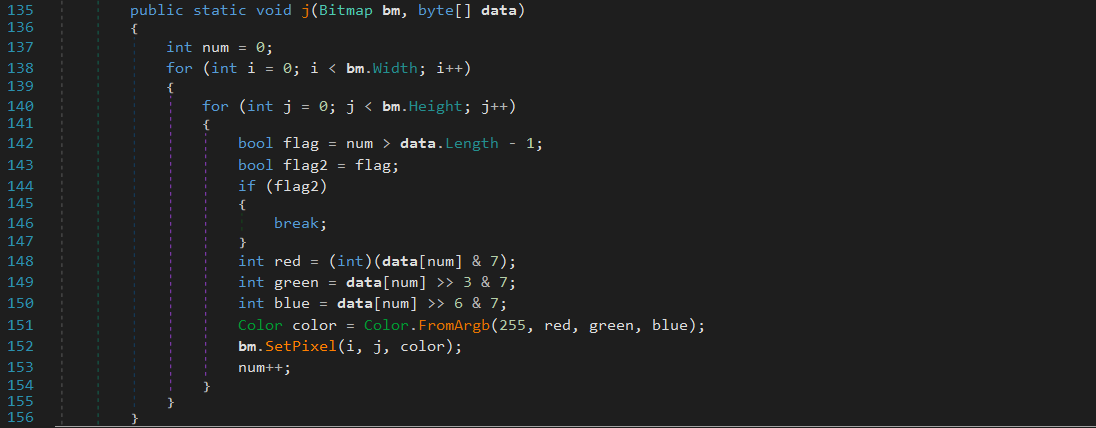 135 public static void j(Bitmap bm, byte[] data)
136 {
137 int num = 0;
138 for (int i = 0; i < bm.Width; i++)
139 {
140 for (int j = 0; j < bm.Height; j++)
141 {
142 bool flag = num > data.Length - 1;
143 bool flag2 = flag;
144 if (flag2)
145 {
146 break;
147 }
148 int red = (int)(data[num] & 7);
149 int green = data[num] >> 3 & 7;
150 int blue = data[num] >> 6 & 7;
151 Color color = Color.FromArgb(255, red, green, blue);
152 bm.SetPixel(i, j, color);
153 num++;
154 }
155 }
156 }